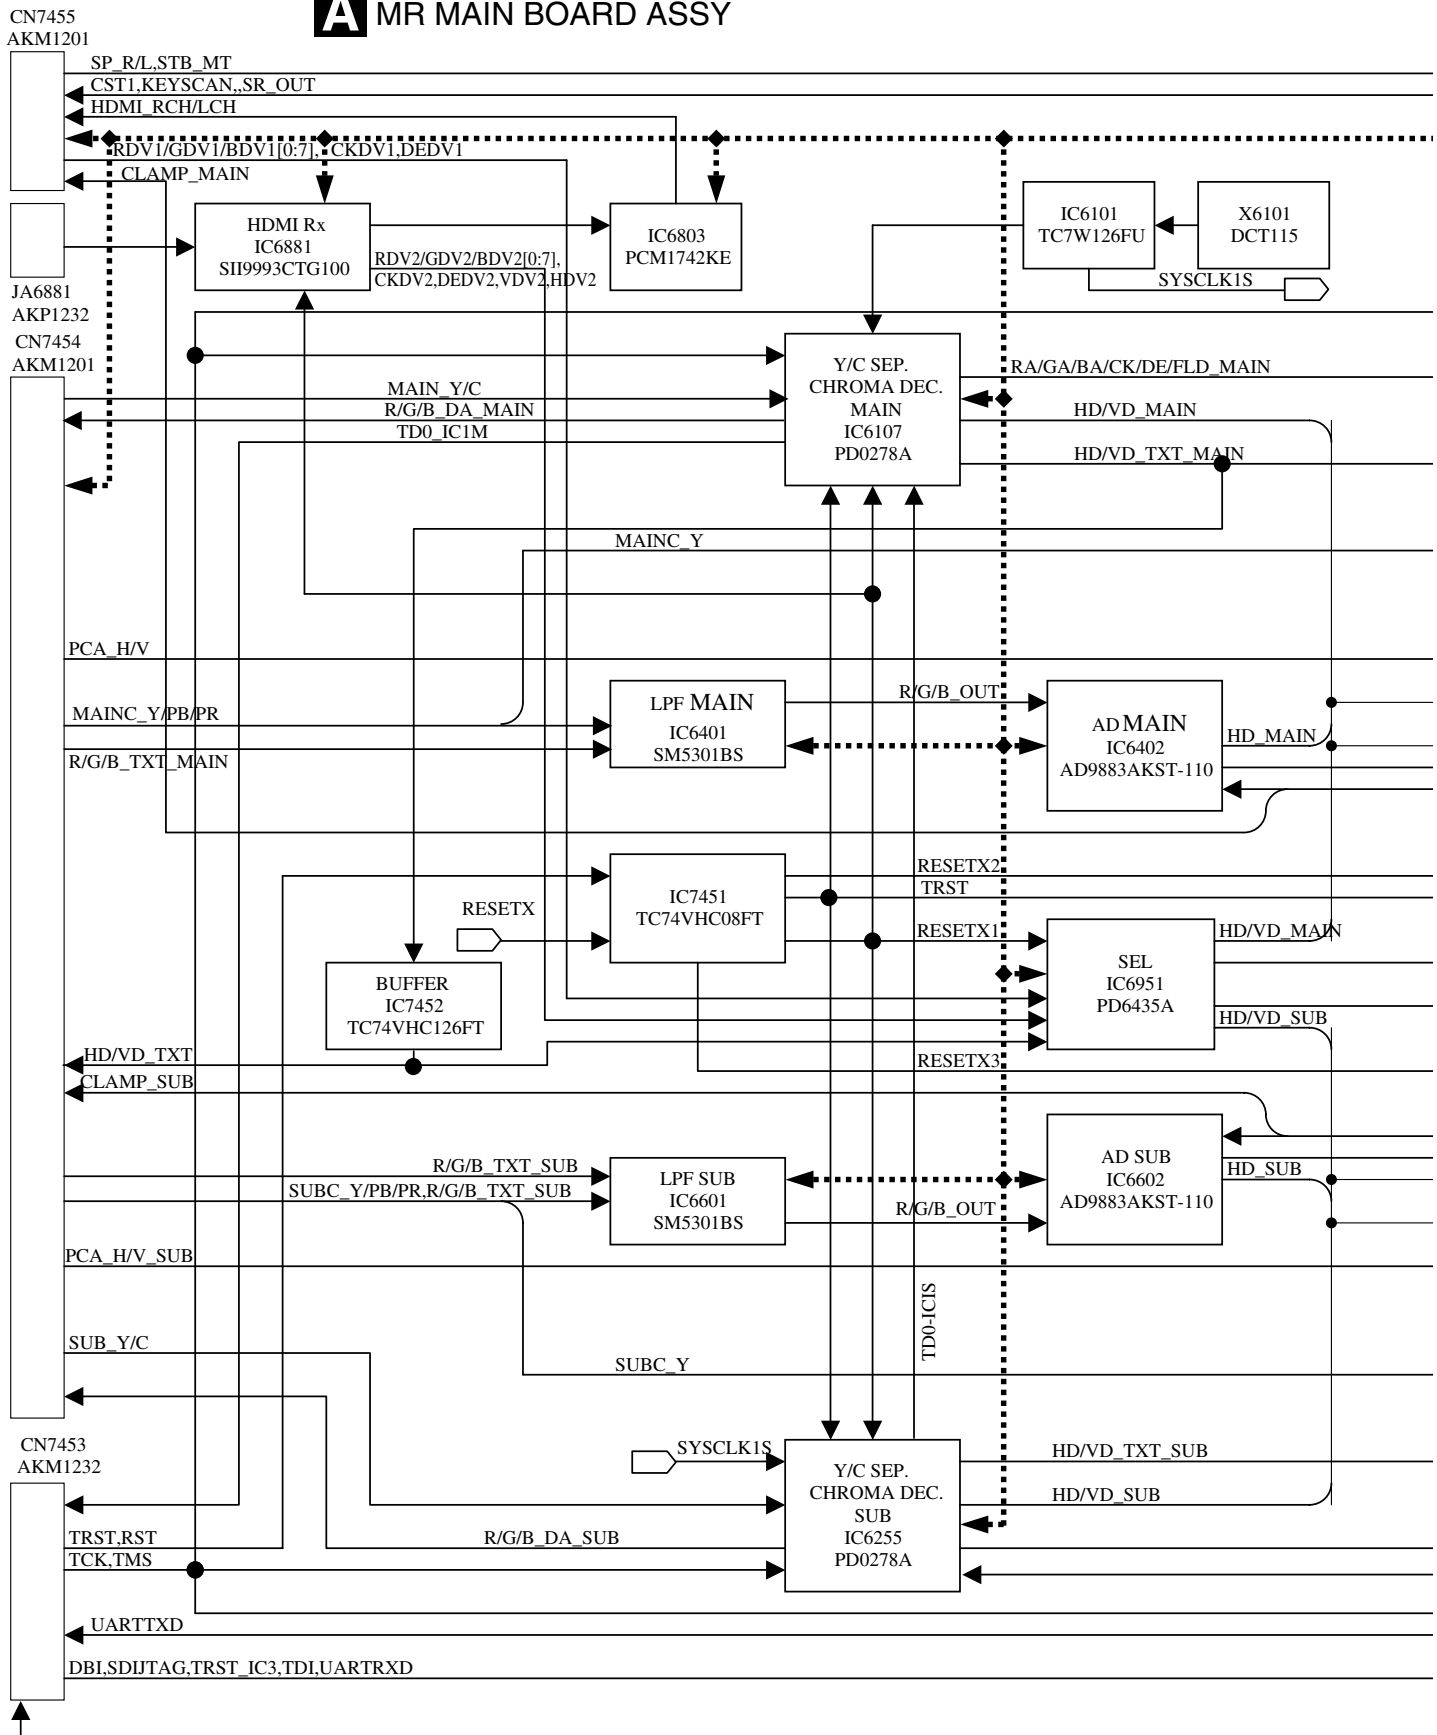 A MR MAIN BOARD ASSY
CN7455
AKM1201
SP_R/L,STB_MT
CST1,KEYSCAN,,SR_OUT
HDMI_RCH/LCH
RDV1/GDV1/BDV1[0:7], CKDV1,DEDV1
CLAMP_MAIN
HDMI Rx
IC6881
SII9993CTG100
IC6803
PCM1742KE
IC6101
TC7W126FU
X6101
DCT115
SYSCLK1S
RDV2/GDV2/BDV2[0:7],
CKDV2,DEDV2,VDV2,HDV2
JA6881
AKP1232
CN7454
AKM1201
Y/C SEP.
CHROMA DEC.
MAIN
IC6107
PD0278A
MAIN_Y/C
R/G/B_DA_MAIN
TD0_IC1M
RA/GA/BA/CK/DE/FLD_MAIN
HD/VD_MAIN
HD/VD_TXT_MAIN
MAINC_Y
PCA_H/V
MAINC_Y/PB/PR
R/G/B_TXT_MAIN
LPF MAIN
IC6401
SM5301BS
R/G/B_OUT
AD MAIN
IC6402
AD9883AKST-110
HD_MAIN
IC7451
TC74VHC08FT
RESETX2
TRST
RESETX
RESETX1
HD/VD_MAIN
SEL
IC6951
PD6435A
BUFFER
IC7452
TC74VHC126FT
HD/VD_SUB
HD/VD_TXT
RESETX3
CLAMP_SUB
R/G/B_TXT_SUB
SUBC_Y/PB/PR,R/G/B_TXT_SUB
LPF SUB
IC6601
SM5301BS
R/G/B_OUT
AD SUB
IC6602
AD9883AKST-110
HD_SUB
PCA_H/V_SUB
TD0-ICIS
SUB_Y/C
SUBC_Y
CN7453
AKM1232
SYSCLK1S
Y/C SEP.
CHROMA DEC.
SUB
IC6255
PD0278A
HD/VD_TXT_SUB
HD/VD_SUB
TRST,RST
R/G/B_DA_SUB
TCK,TMS
UARTTXD
DBI,SDIJTAG,TRST_IC3,TDI,UARTRXD